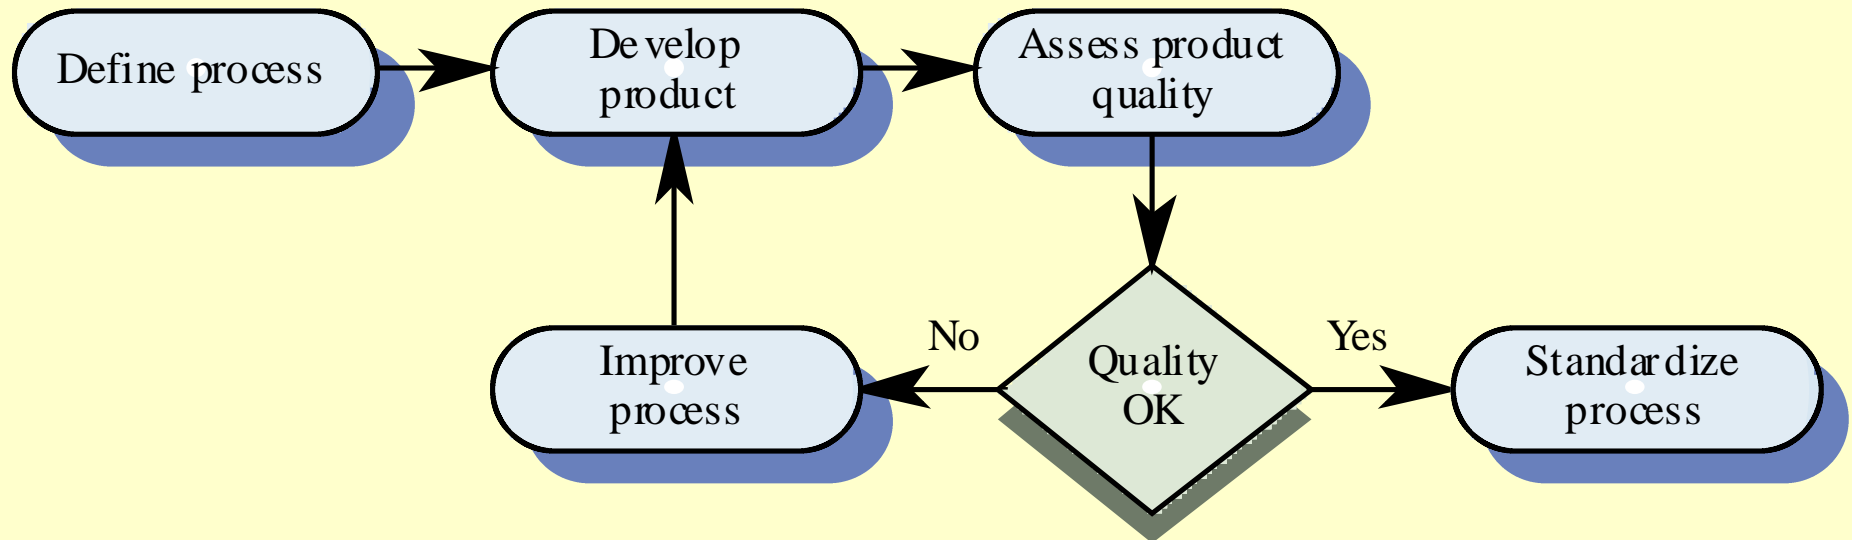 Define process
Develop
product
Assess product
quality
No
Quality
OK
Yes
Improve
process
Standardize
process